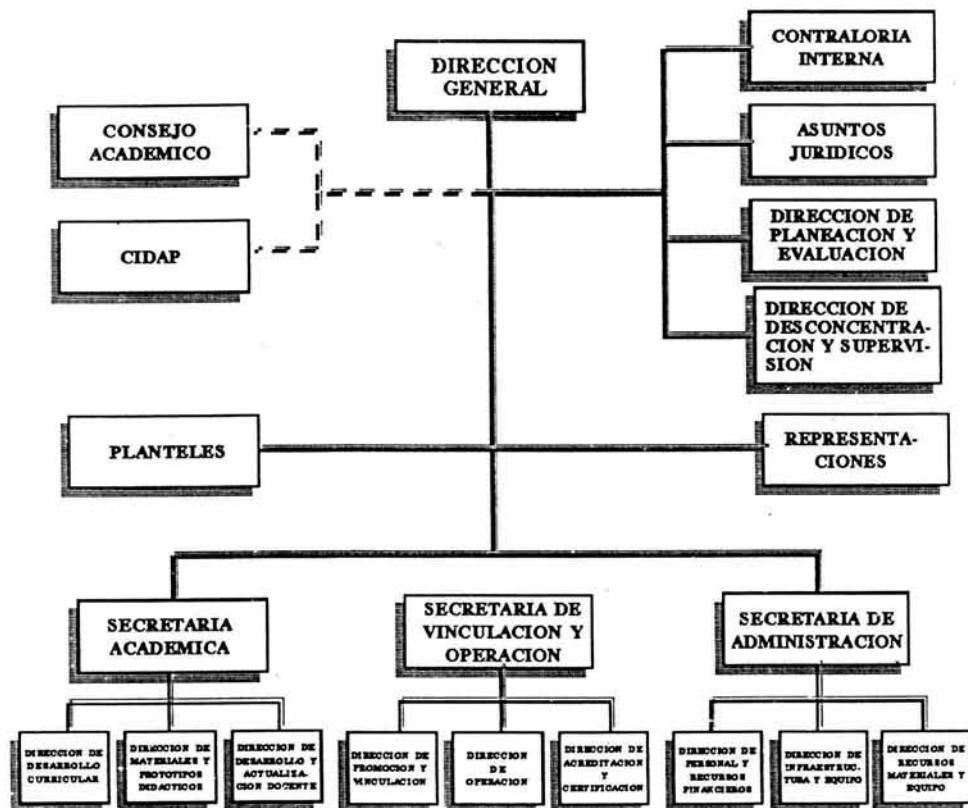 DIRECCION
GENERAL
CONTRALORIA
INTERNA
CONSEJO
ACADEMICO
ASUNTOS
JURIDICOS
CIDAP
DIRECCION DE
PLANEACION Y
EVALUACION
DIRECCION DE
DESCONCENTRA-
CION Y SUPERVI-
SION
PLANTELES
REPRESENTA-
CIONES
SECRETARIA
ACADEMICA
SECRETARIA DE
VINCULACION Y
OPERACION
SECRETARIA DE
ADMINISTRACION
DIRECCION DE
DESARROLLO
CURRICULAR
DIRECCION DE
MATERIALES Y
PROTOTIPOS
DIDACTICOS
DIRECCION DE
DESARROLLO Y
ACTUALIZA-
CION DOCENTE
DIRECCION DE
PROMOCION Y
VINCULACION
DIRECCION
DE
OPERACION
DIRECCION DE
ACREDITACION
Y
CERTIFICACION
DIRECCION DE
PERSONAL Y
RECURSOS
FINANCIEROS
DIRECCION DE
INFRAESTRUC-
TURA Y EQUIPO
DIRECCION DE
RECURSOS
MATERIALES Y
EQUIPO